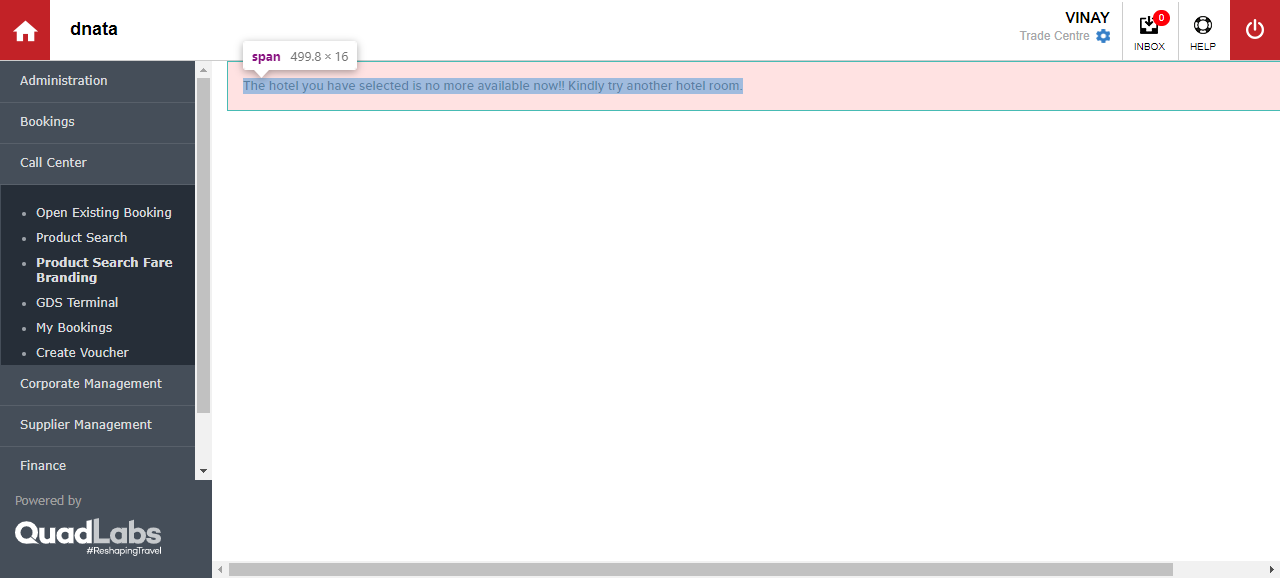 dnata
VINAY
Trade Centre
0
INBOX
HELP
span 499.8 × 16
The hotel you have selected is no more available now!! Kindly try another hotel room.
Administration
Bookings
Call Center
Open Existing Booking
Product Search
Product Search Fare
Branding
GDS Terminal
My Bookings
Create Voucher
Corporate Management
Supplier Management
Finance
Powered by
QuadLabs
#ReshapingTravel